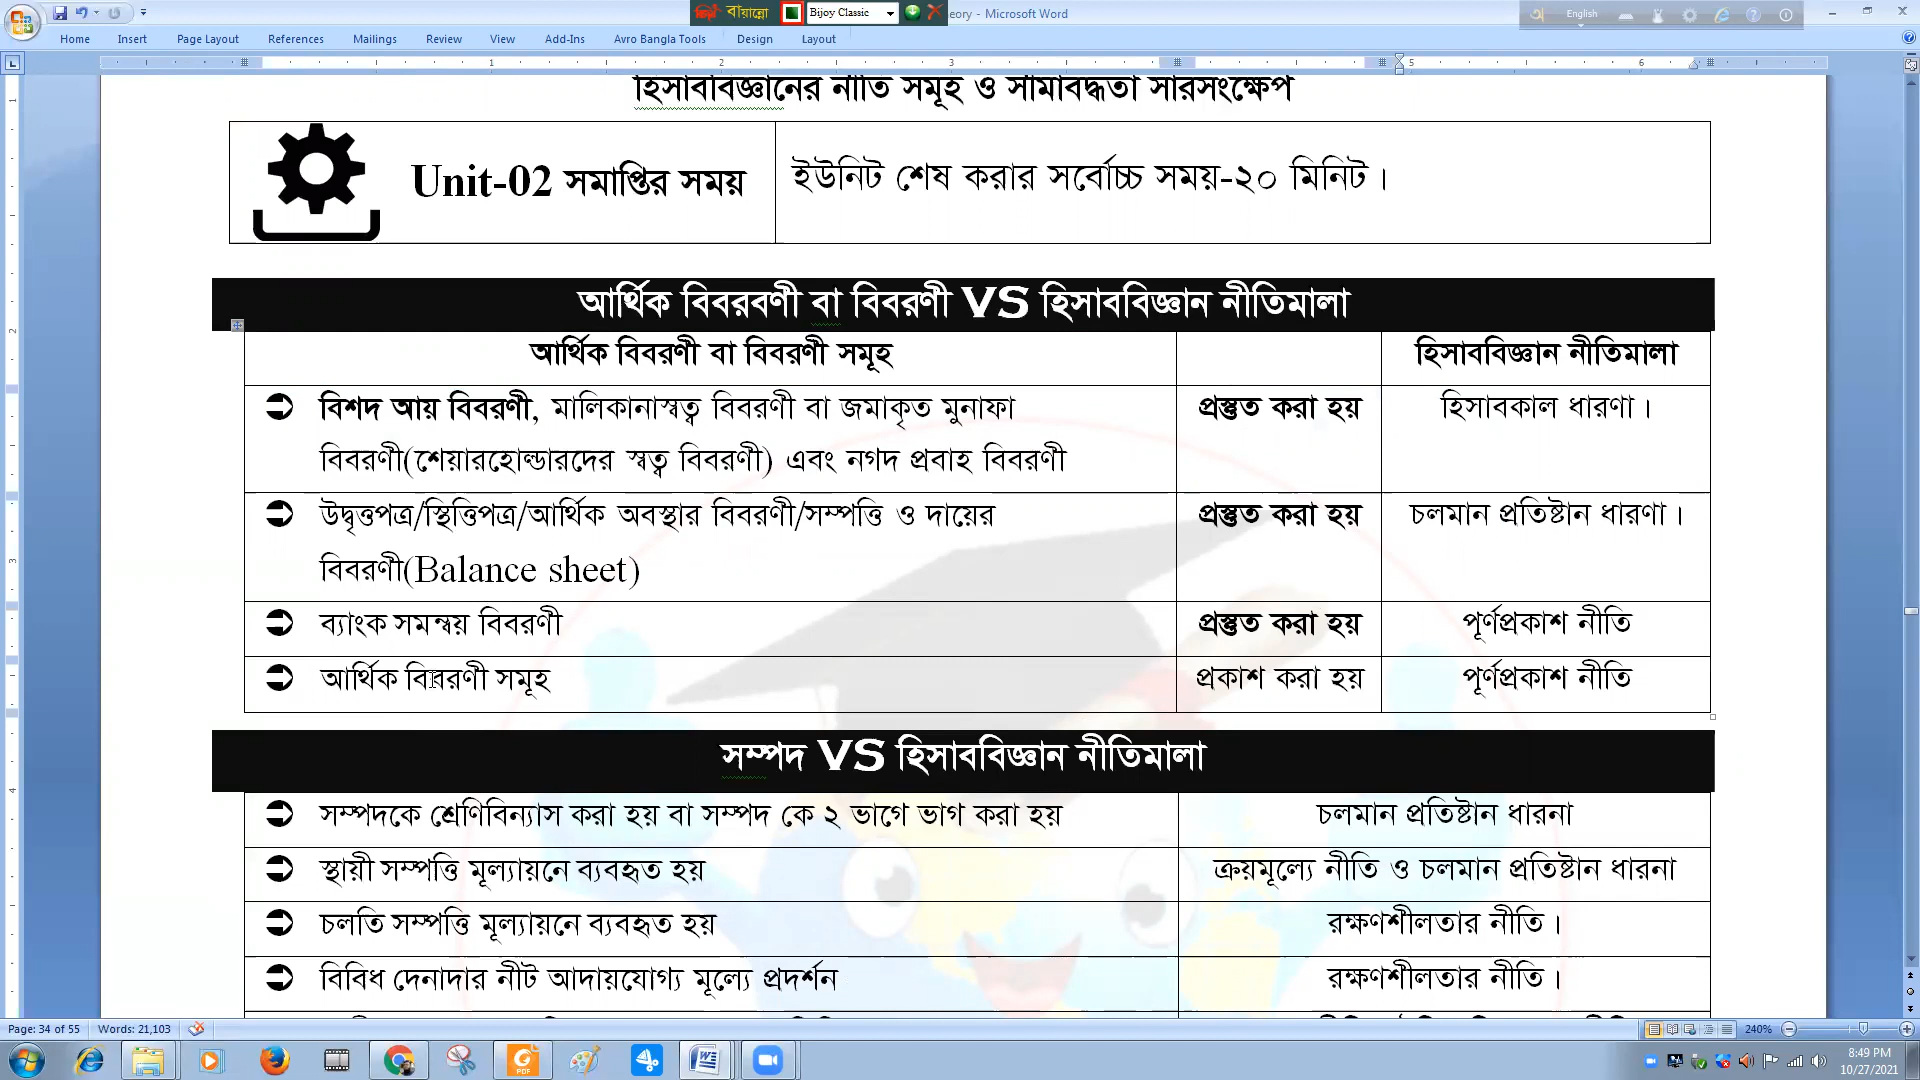 Bijoy Classic
eory - Microsoft Word
English
Home Insert Page Layout References Mailings Review View Add-Ins Avro Bangla Tools Design Layout
হিসাববিজ্ঞানের নীতি সমূহ ও সীমাবদ্ধতা সারসংক্ষেপ
Unit-02 সমাপ্তির সময়
ইউনিট শেষ করার সর্বোচ্চ সময়-২০ মিনিট।
আর্থিক বিবরবণী বা বিবরণী VS হিসাববিজ্ঞান নীতিমালা
আর্থিক বিবরণী বা বিবরণী সমূহ
হিসাববিজ্ঞান নীতিমালা
বিশদ আয় বিবরণী, মালিকানাস্বত্ব বিবরণী বা জমাকৃত মুনাফা
বিবরণী(শেয়ারহোল্ডারদের স্বত্ব বিবরণী) এবং নগদ প্রবাহ বিবরণী
প্রস্তুত করা হয়
হিসাবকাল ধারণা।
উদ্বৃত্তপত্র/স্থিত্তিপত্র/আর্থিক অবস্থার বিবরণী/সম্পত্তি ও দায়ের
বিবরণী(Balance sheet)
প্রস্তুত করা হয়
চলমান প্রতিষ্টান ধারণা।
ব্যাংক সমন্বয় বিবরণী
প্রস্তুত করা হয়
পূর্ণপ্রকাশ নীতি
আর্থিক বিবরণী সমূহ
প্রকাশ করা হয়
পূর্ণপ্রকাশ নীতি
সম্পদ VS হিসাববিজ্ঞান নীতিমালা
সম্পদকে শ্রেণিবিন্যাস করা হয় বা সম্পদ কে ২ ভাগে ভাগ করা হয়
চলমান প্রতিষ্টান ধারনা
স্থায়ী সম্পত্তি মূল্যায়নে ব্যবহৃত হয়
ক্রয়মূল্যে নীতি ও চলমান প্রতিষ্টান ধারনা
চলতি সম্পত্তি মূল্যায়নে ব্যবহৃত হয়
রক্ষণশীলতার নীতি।
বিবিধ দেনাদার নীট আদায়যোগ্য মূল্যে প্রদর্শন
রক্ষণশীলতার নীতি।
Page: 34 of 55 Words: 21,103
240%
8:49 PM
10/27/2021